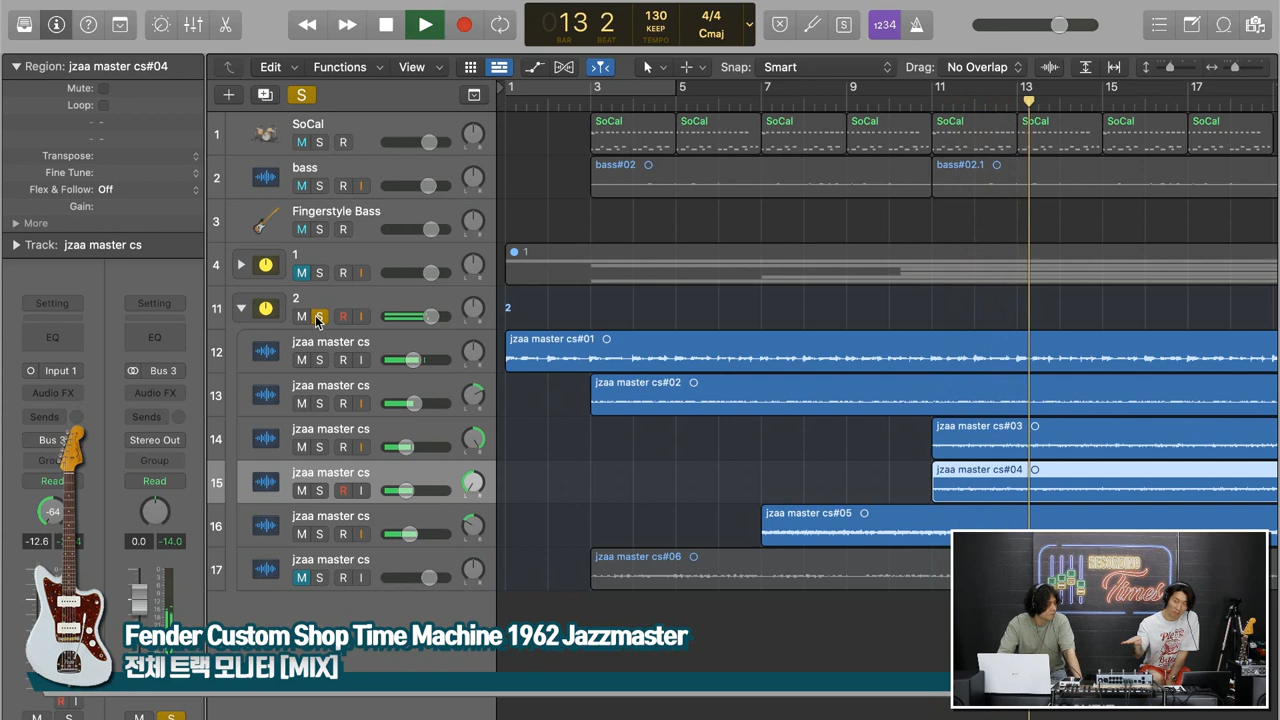 13 2
BAR BEAT
130
TEMPO
4/4
Cmaj
1234
Region: jzaa master cs#04
Mute:
Loop:
Transpose:
Fine Tune:
Flex & Follow: Off
Gain:
More
Track: jzaa master cs
Edit Functions View
Snap: Smart
Drag: No Overlap
S
1 3 5 7 9 11 13 15 17
1 SoCal
M S R
SoCal SoCal SoCal SoCal SoCal SoCal SoCal SoCal
2 bass
M S R I
bass#02
bass#02.1
3 Fingerstyle Bass
M S R
4 1
M S R I
1
11 2
M S R I
2
12 jzaa master cs
M S R I
jzaa master cs#01
13 jzaa master cs
M S R I
jzaa master cs#02
14 jzaa master cs
M S R I
jzaa master cs#03
15 jzaa master cs
M S R I
jzaa master cs#04
16 jzaa master cs
M S R I
jzaa master cs#05
17 jzaa master cs
M S R I
jzaa master cs#06
Setting Setting
EQ EQ
Input 1 Bus 3
Audio FX Audio FX
Sends Sends
Bus 3 Stereo Out
Group
Read Read
-64
-12.6 0.0 -14.0
R I
M S M S
RECORDING
Times
Fender Custom Shop Time Machine 1962 Jazzmaster
전체 트랙 모니터 [MIX]